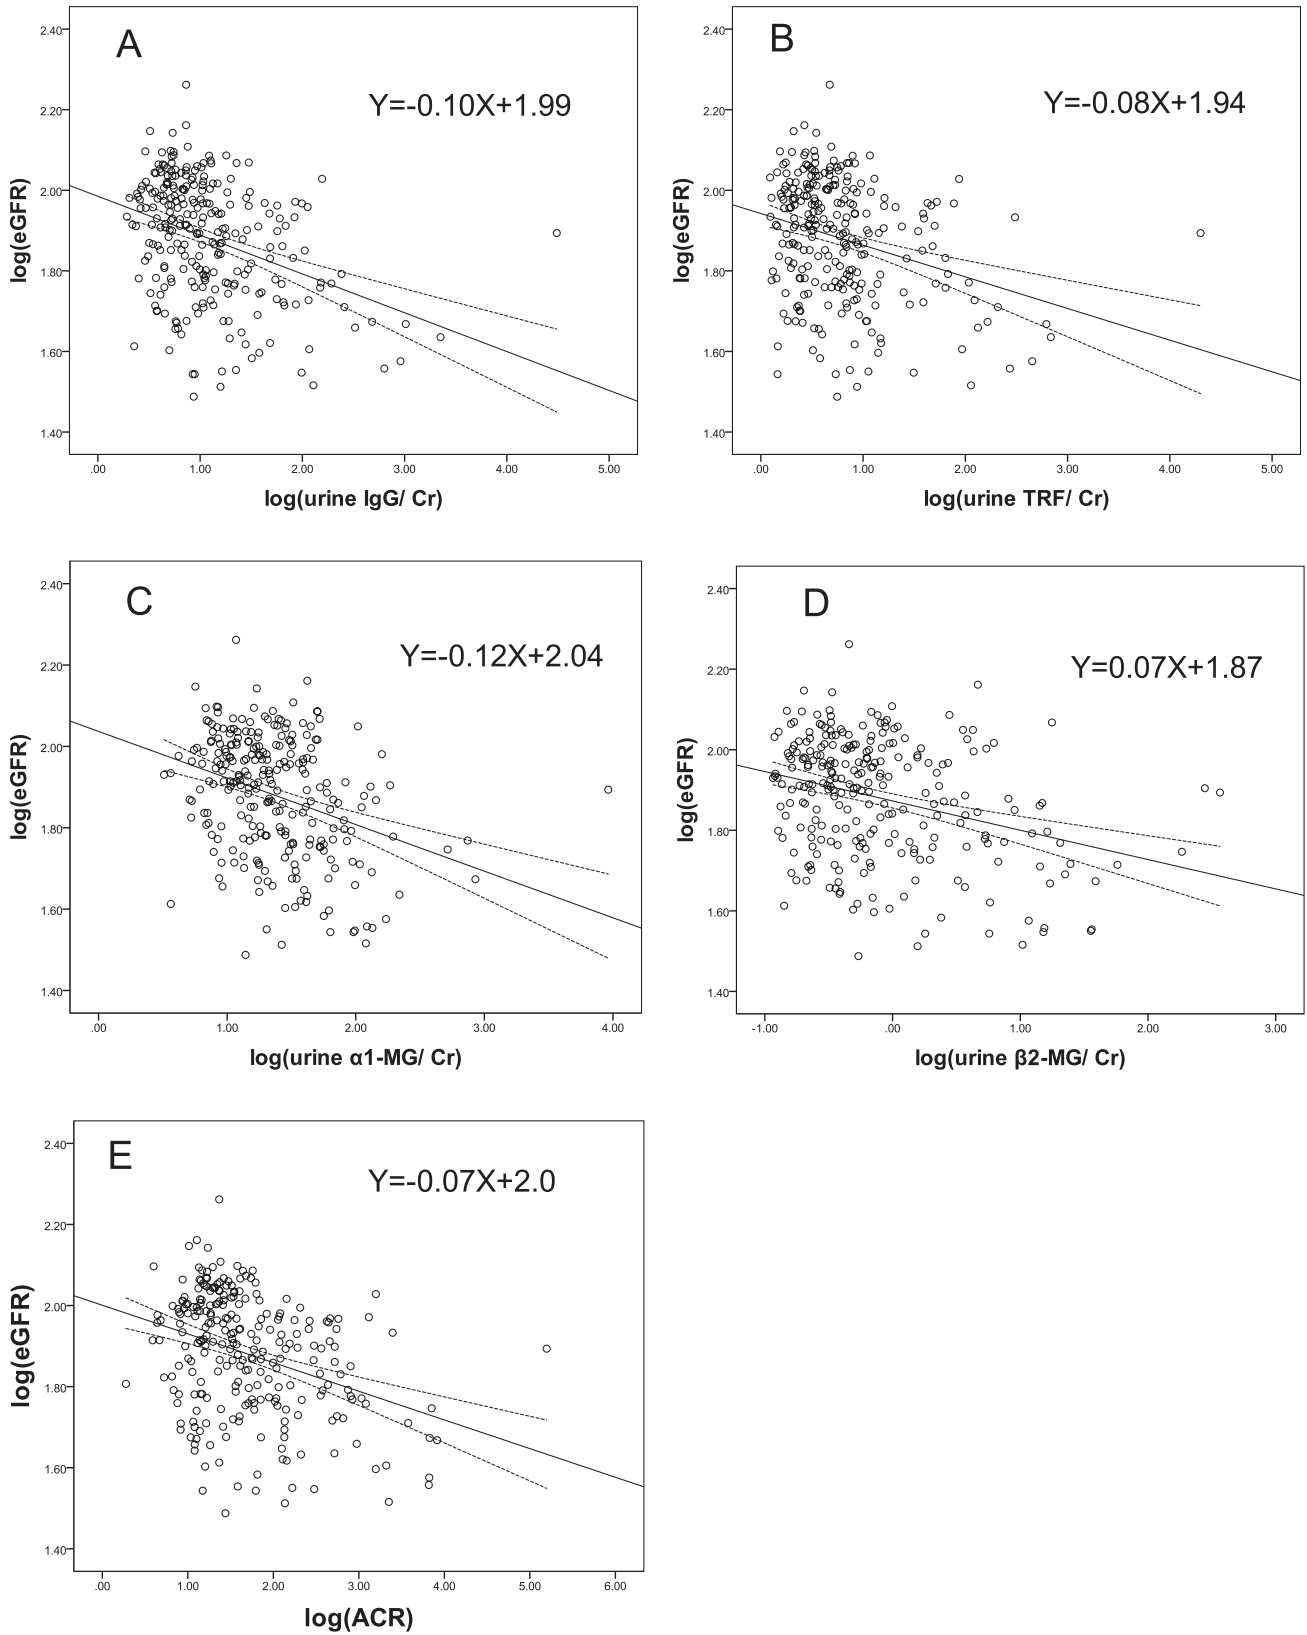 A
Y=-0.10X+1.99
2.40
2.20
2.00
1.80
1.60
1.40
log(eGFR)
.00 1.00 2.00 3.00 4.00 5.00
log(urine IgG/ Cr)
B
Y=-0.08X+1.94
2.40
2.20
2.00
1.80
1.60
1.40
log(eGFR)
.00 1.00 2.00 3.00 4.00 5.00
log(urine TRF/ Cr)
C
Y=-0.12X+2.04
2.40
2.20
2.00
1.80
1.60
1.40
log(eGFR)
.00 1.00 2.00 3.00 4.00
log(urine α1-MG/ Cr)
D
Y=0.07X+1.87
2.40
2.20
2.00
1.80
1.60
1.40
log(eGFR)
-1.00 .00 1.00 2.00 3.00
log(urine β2-MG/ Cr)
E
Y=-0.07X+2.0
2.40
2.20
2.00
1.80
1.60
1.40
log(eGFR)
.00 1.00 2.00 3.00 4.00 5.00 6.00
log(ACR)